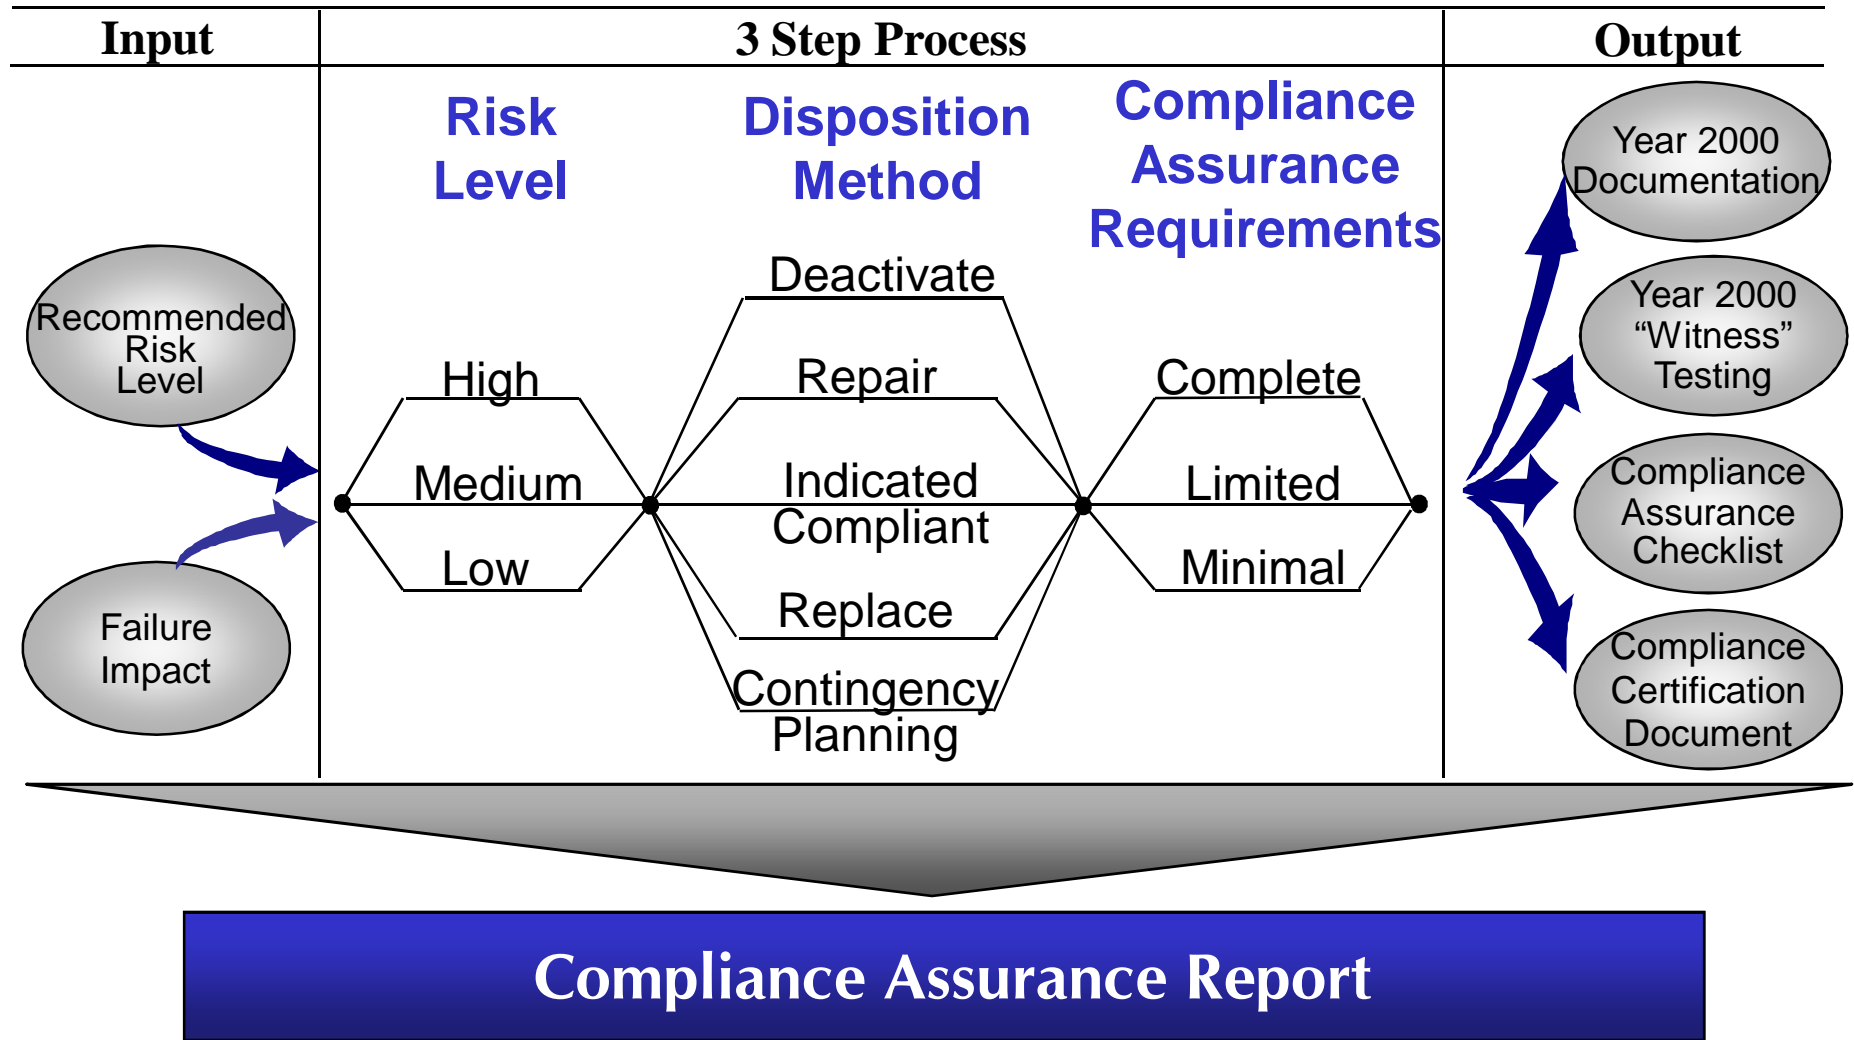 Input
3 Step Process
Output
Recommended
Risk
Level
Failure
Impact
Risk
Level
High
Medium
Low
Disposition
Method
Deactivate
Repair
Indicated
Compliant
Replace
Contingency
Planning
Compliance
Assurance
Requirements
Complete
Limited
Minimal
Year 2000
Documentation
Year 2000
“Witness”
Testing
Compliance
Assurance
Checklist
Compliance
Certification
Document
Compliance Assurance Report